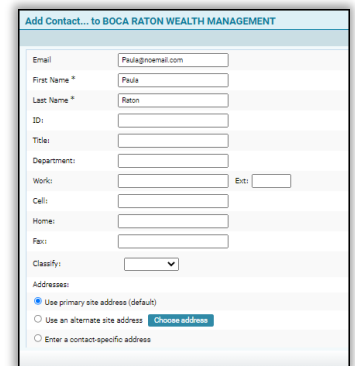 Add Contact... to BOCA RATON WEALTH MANAGEMENT
Email Paula@noemail.com
First Name * Paula
Last Name * Raton
ID:
Title:
Department:
Work: Ext:
Cell:
Home:
Fax:
Classify:
Addresses:
Use primary site address (default)
Use an alternate site address Choose address
Enter a contact-specific address